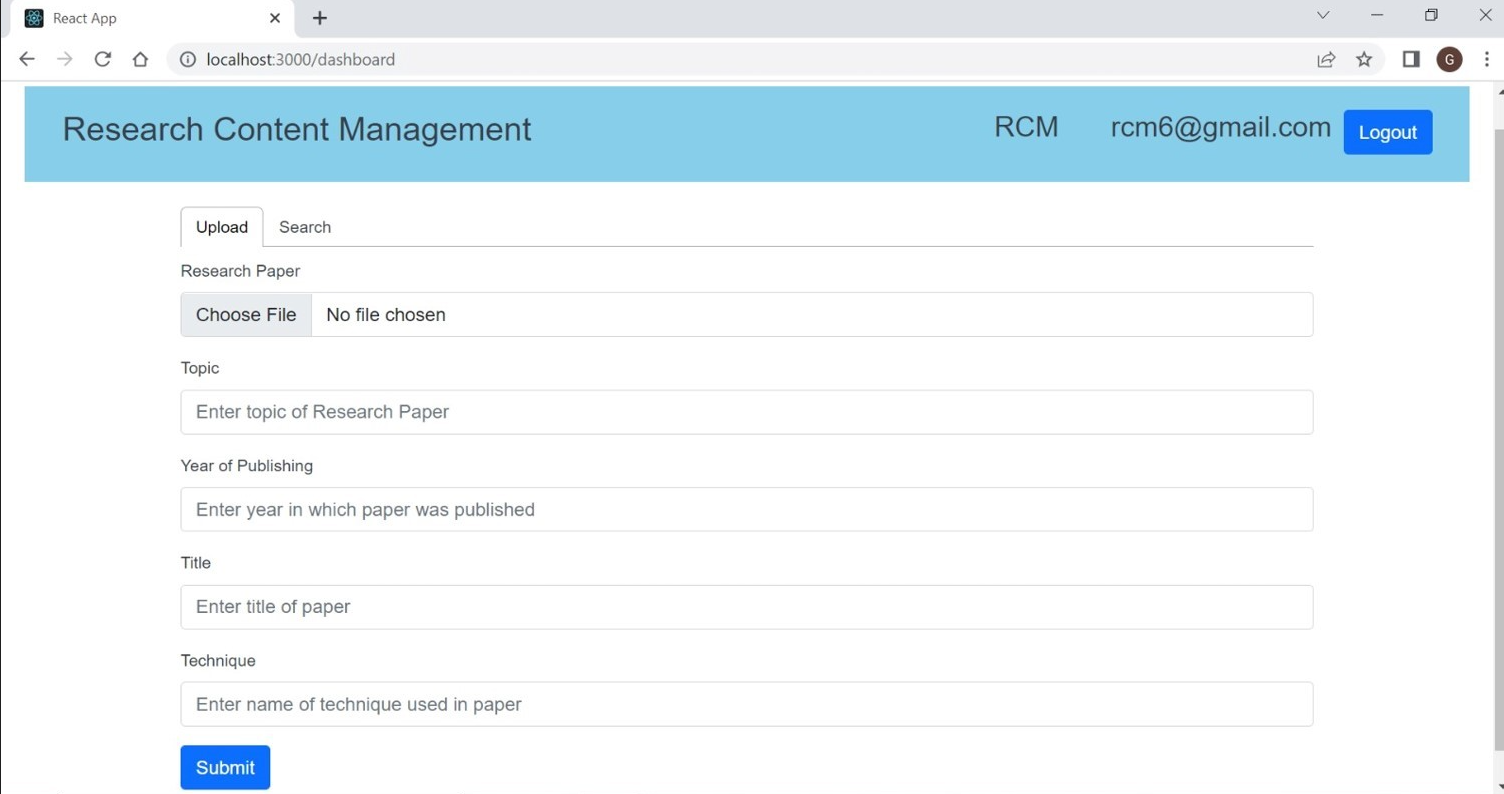 React App
localhost:3000/dashboard
G
Research Content Management RCM rcm6@gmail.com Logout
Upload Search
Research Paper
Choose File No file chosen
Topic
Enter topic of Research Paper
Year of Publishing
Enter year in which paper was published
Title
Enter title of paper
Technique
Enter name of technique used in paper
Submit